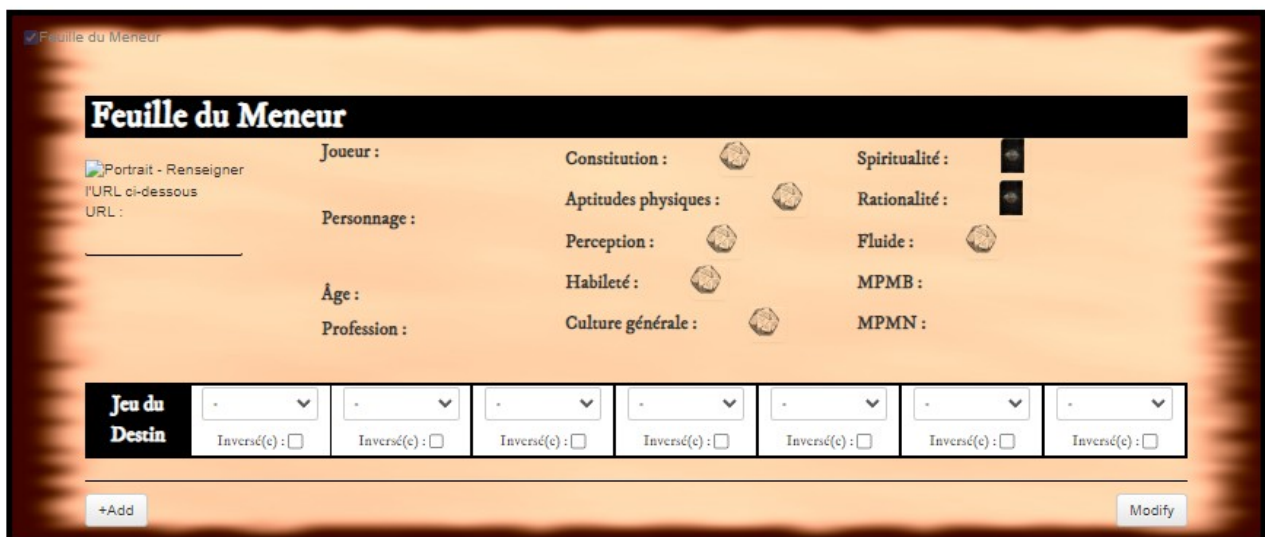 Feuille du Meneur
Feuille du Meneur
Portrait - Renseigner
l'URL ci-dessous
URL :
Joueur :
Personnage :
Âge :
Profession :
Constitution :
Aptitudes physiques :
Perception :
Habileté :
Culture générale :
Spiritualité :
Rationalité :
Fluide :
MPMB :
MPMN :
Jeu du
Destin
- - - - - - -
Inversé(e) : Inversé(e) : Inversé(e) : Inversé(e) : Inversé(e) : Inversé(e) : Inversé(e) :
+Add
Modify